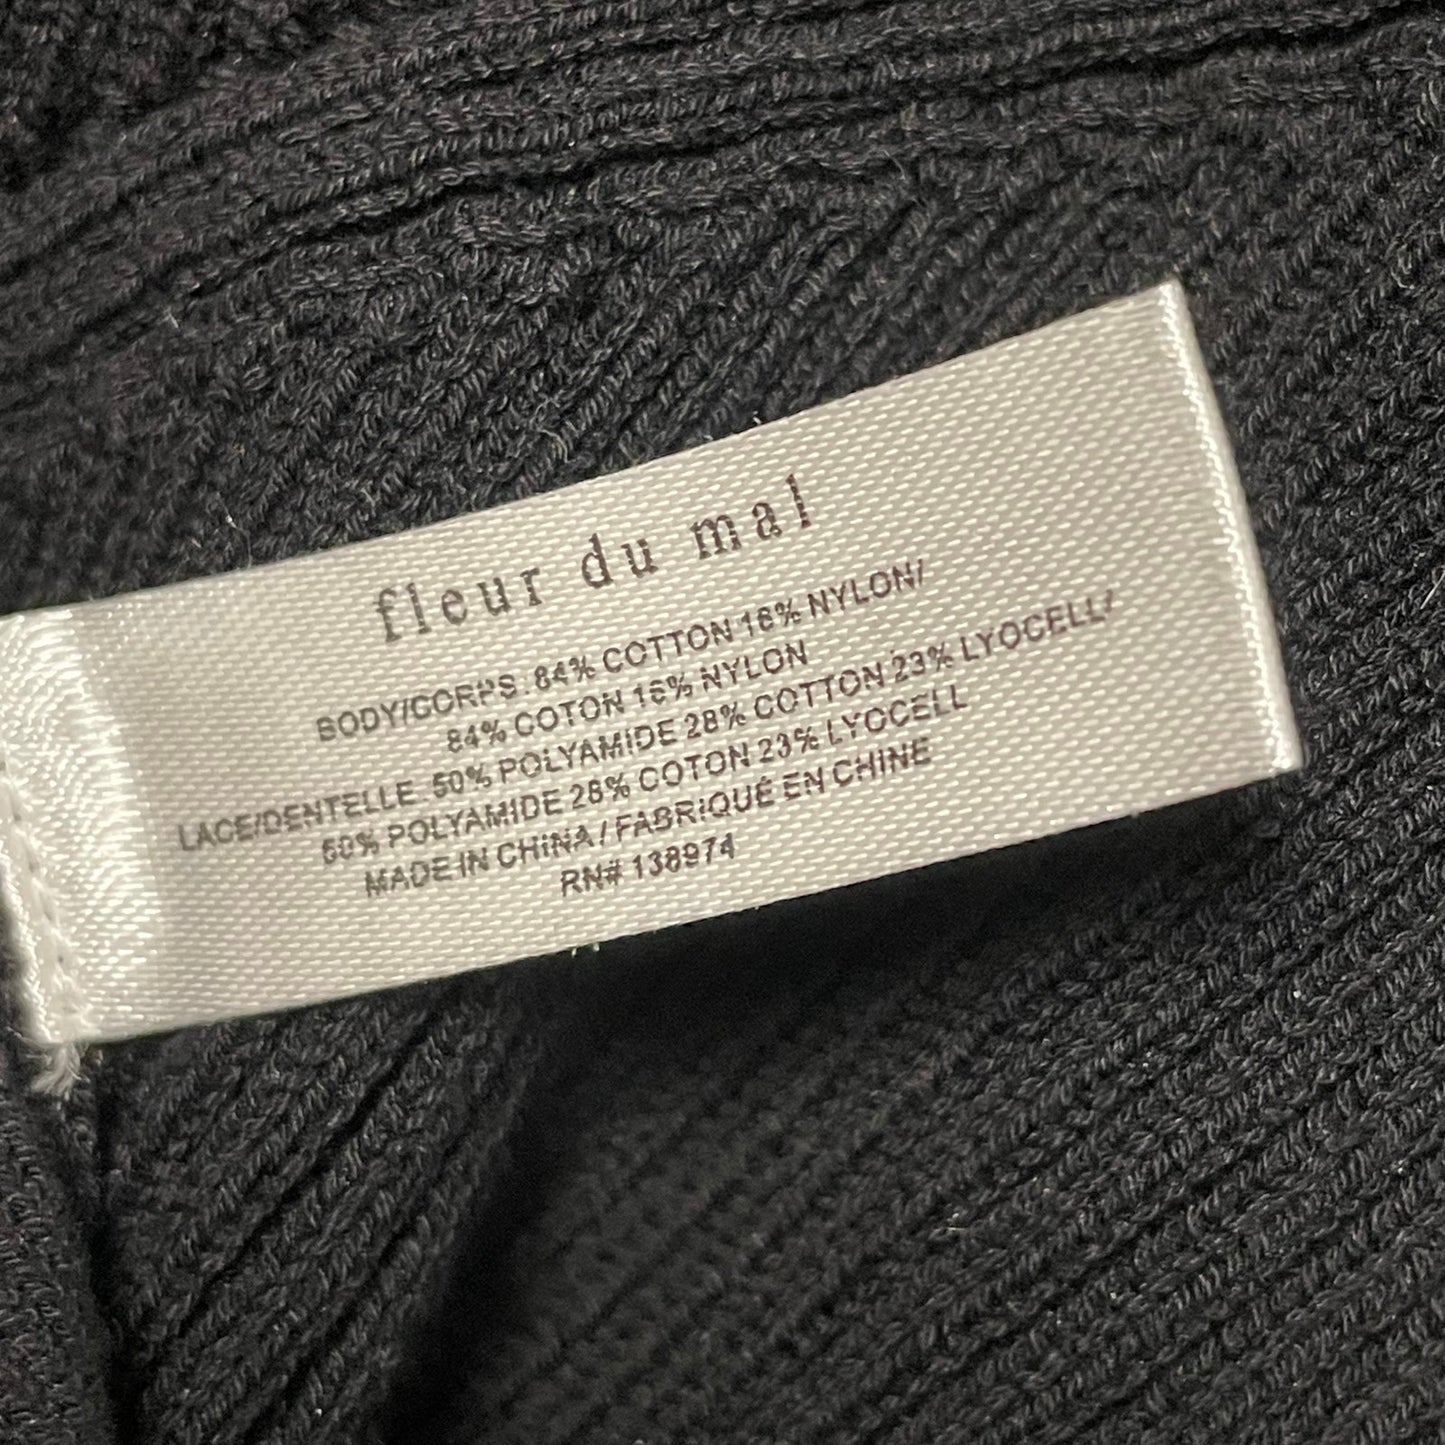 fleur du mal
BODY/CORPS: 84% COTTON 16% NYLON/
84% COTON 16% NYLON
LACE/DENTELLE: 50% POLYAMIDE 28% COTTON 23% LYOCELL/
50% POLYAMIDE 28% COTON 23% LYOCELL
MADE IN CHINA / FABRIQUÉ EN CHINE
RN# 138974